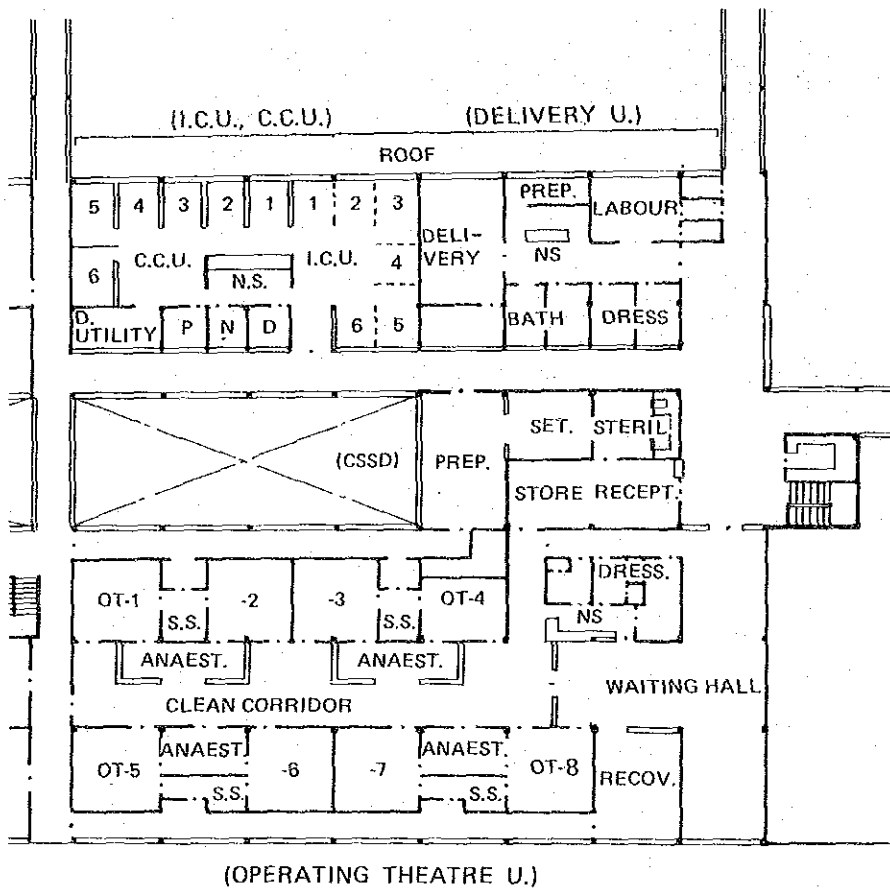 (I.C.U., C.C.U.) (DELIVERY U.)
ROOF
5 4 3 2 1 1 2 3
PREP.
LABOUR
DELI-
VERY
C.C.U. I.C.U. 4
NS
6
N.S.
D.
UTILITY P N D 6 5
BATH DRESS
SET. STERIL
(CSSD) PREP.
STORE RECEPT.
DRESS.
OT-1 -2 -3 OT-4
S.S. S.S.
NS
ANAEST. ANAEST.
WAITING HALL
CLEAN CORRIDOR
ANAEST. ANAEST.
OT-5 -6 -7 OT-8
RECOV.
S.S. S.S.
(OPERATING THEATRE U.)